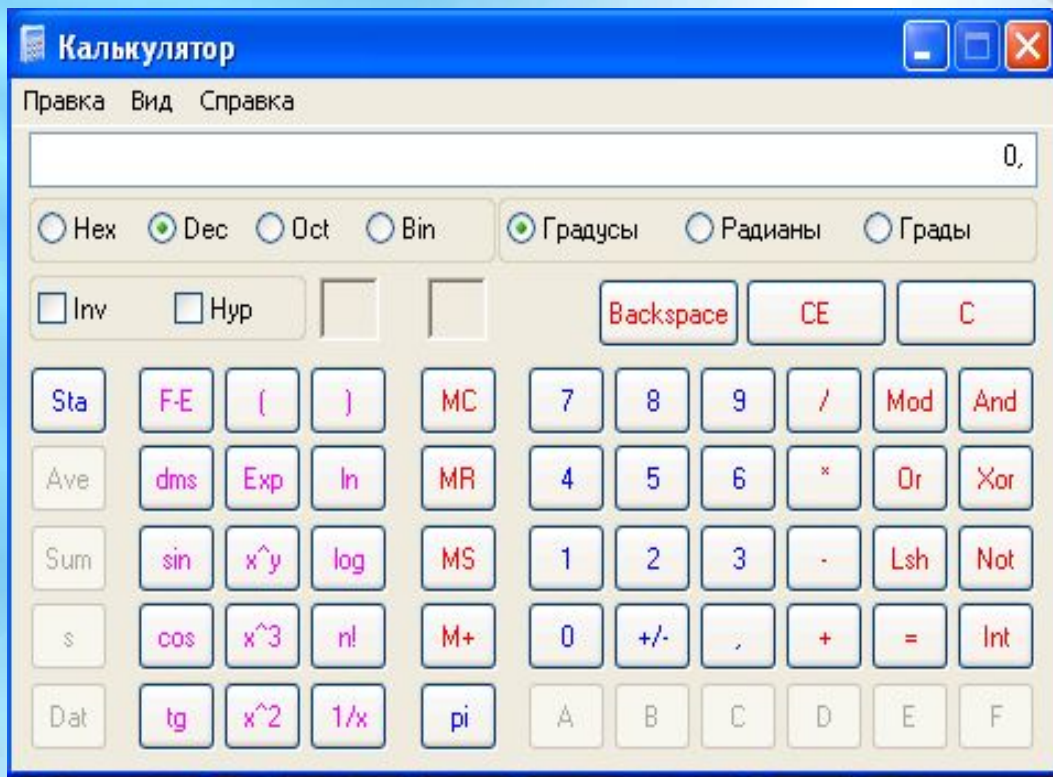 Калькулятор
Правка Вид Справка
0,
Hex Dec Oct Bin Градусы Радианы Грады
Inv Hyp Backspace CE C
Sta F-E ( ) MC 7 8 9 / Mod And
Ave dms Exp ln MR 4 5 6 * Or Xor
Sum sin x^y log MS 1 2 3 - Lsh Not
s cos x^3 n! M+ 0 +/- , + = Int
Dat tg x^2 1/x pi A B C D E F